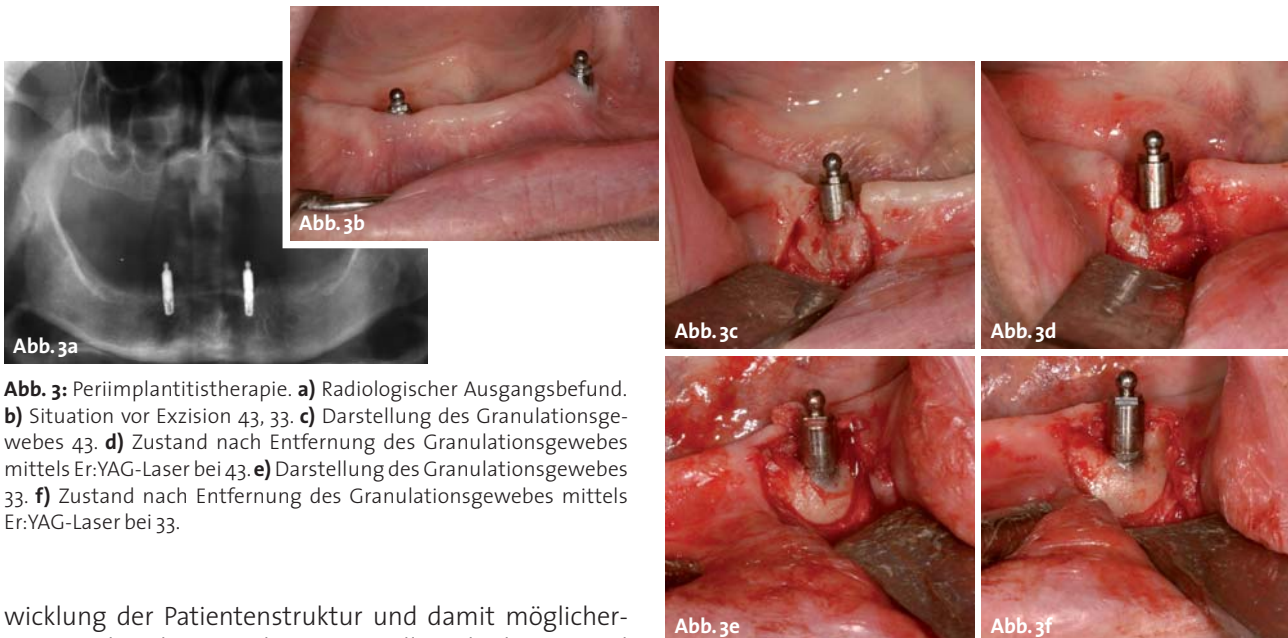 Abb. 3a
Abb. 3b
Abb. 3c
Abb. 3d
Abb. 3e
Abb. 3f
Abb. 3: Periimplantitistherapie. a) Radiologischer Ausgangsbefund.
b) Situation vor Exzision 43, 33. c) Darstellung des Granulationsge-
webes 43. d) Zustand nach Entfernung des Granulationsgewebes
mittels Er:YAG-Laser bei 43. e) Darstellung des Granulationsgewebes
33. f) Zustand nach Entfernung des Granulationsgewebes mittels
Er:YAG-Laser bei 33.
wicklung der Patientenstruktur und damit möglicher-